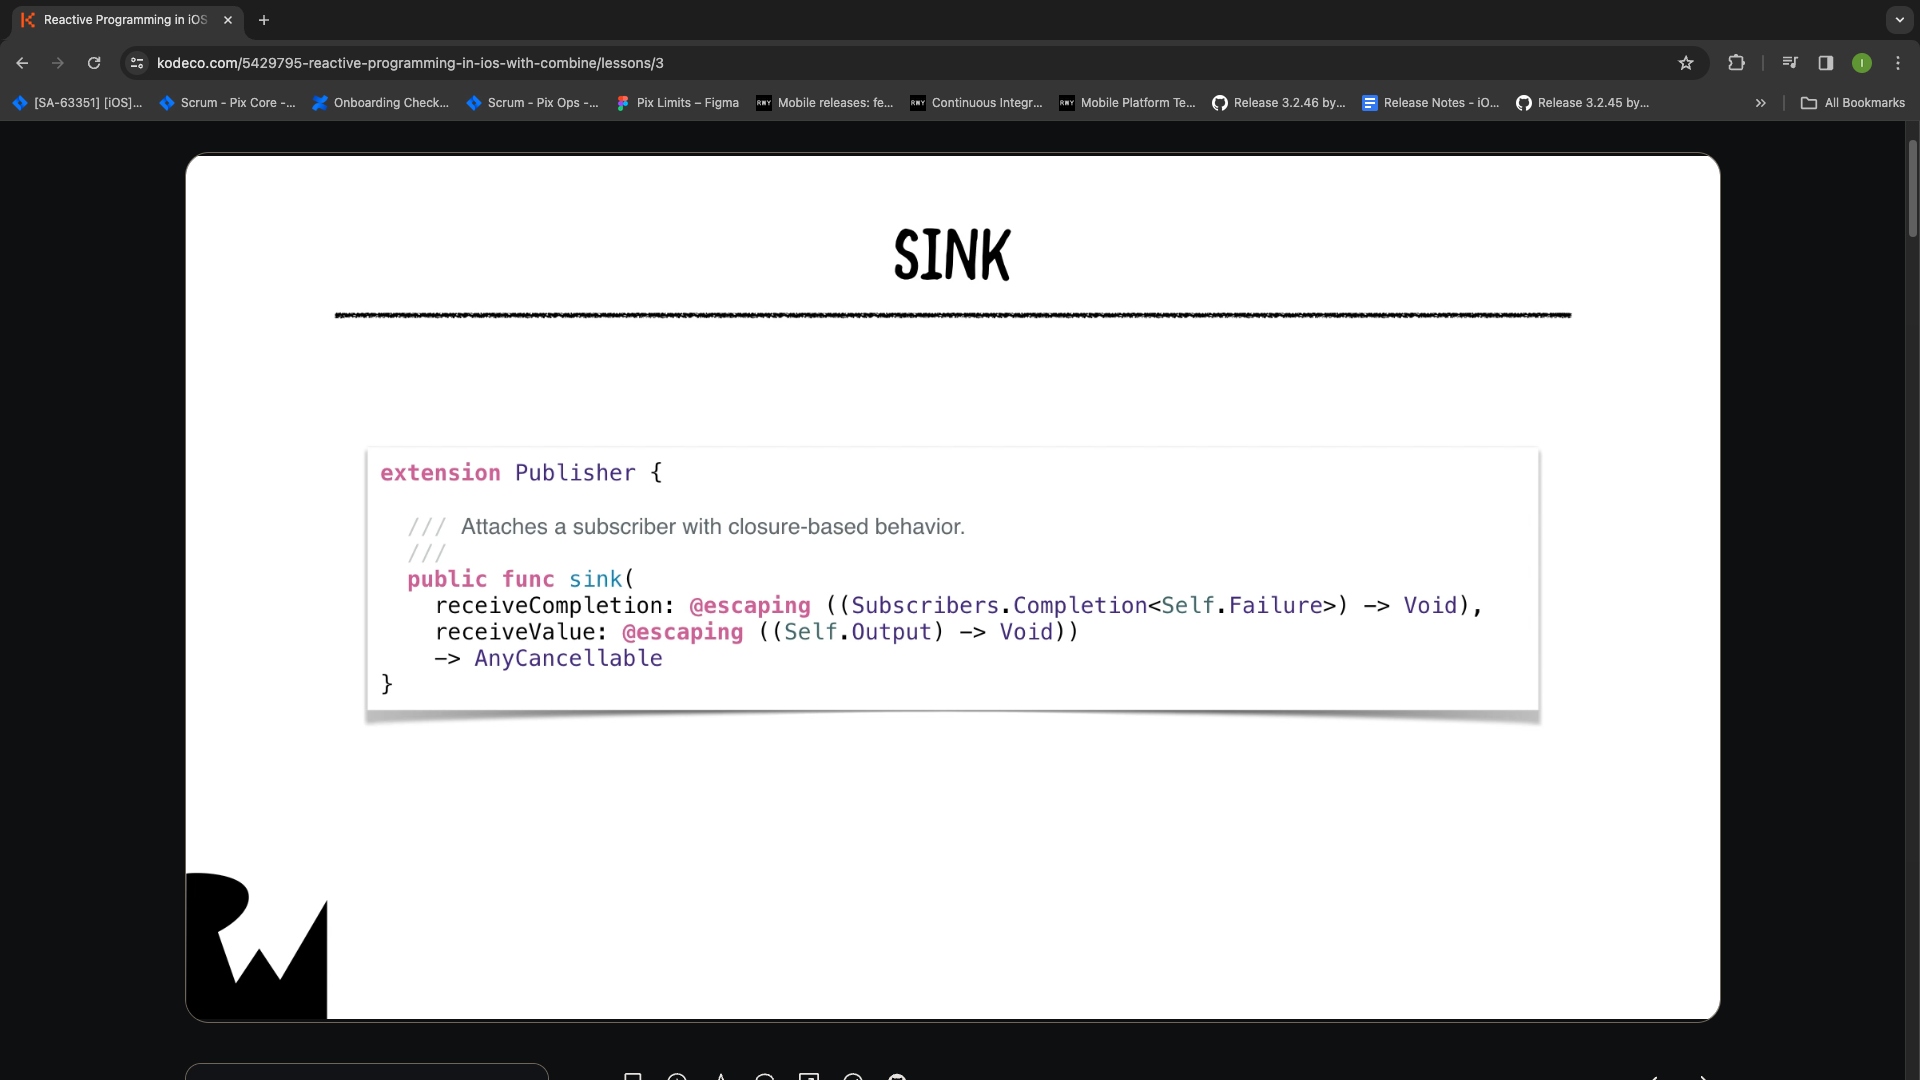 Reactive Programming in iOS
kodeco.com/5429795-reactive-programming-in-ios-with-combine/lessons/3
I
[SA-63351] [iOS]...
Scrum - Pix Core -...
Onboarding Check...
Scrum - Pix Ops -...
Pix Limits – Figma
RWY
Mobile releases: fe...
RWY
Continuous Integr...
RWY
Mobile Platform Te...
Release 3.2.46 by...
Release Notes - iO...
Release 3.2.45 by...
»
All Bookmarks
SINK
extension Publisher {
/// Attaches a subscriber with closure-based behavior.
///
public func sink(
receiveCompletion: @escaping ((Subscribers.Completion<Self.Failure>) -> Void),
receiveValue: @escaping ((Self.Output) -> Void))
-> AnyCancellable
}
RW